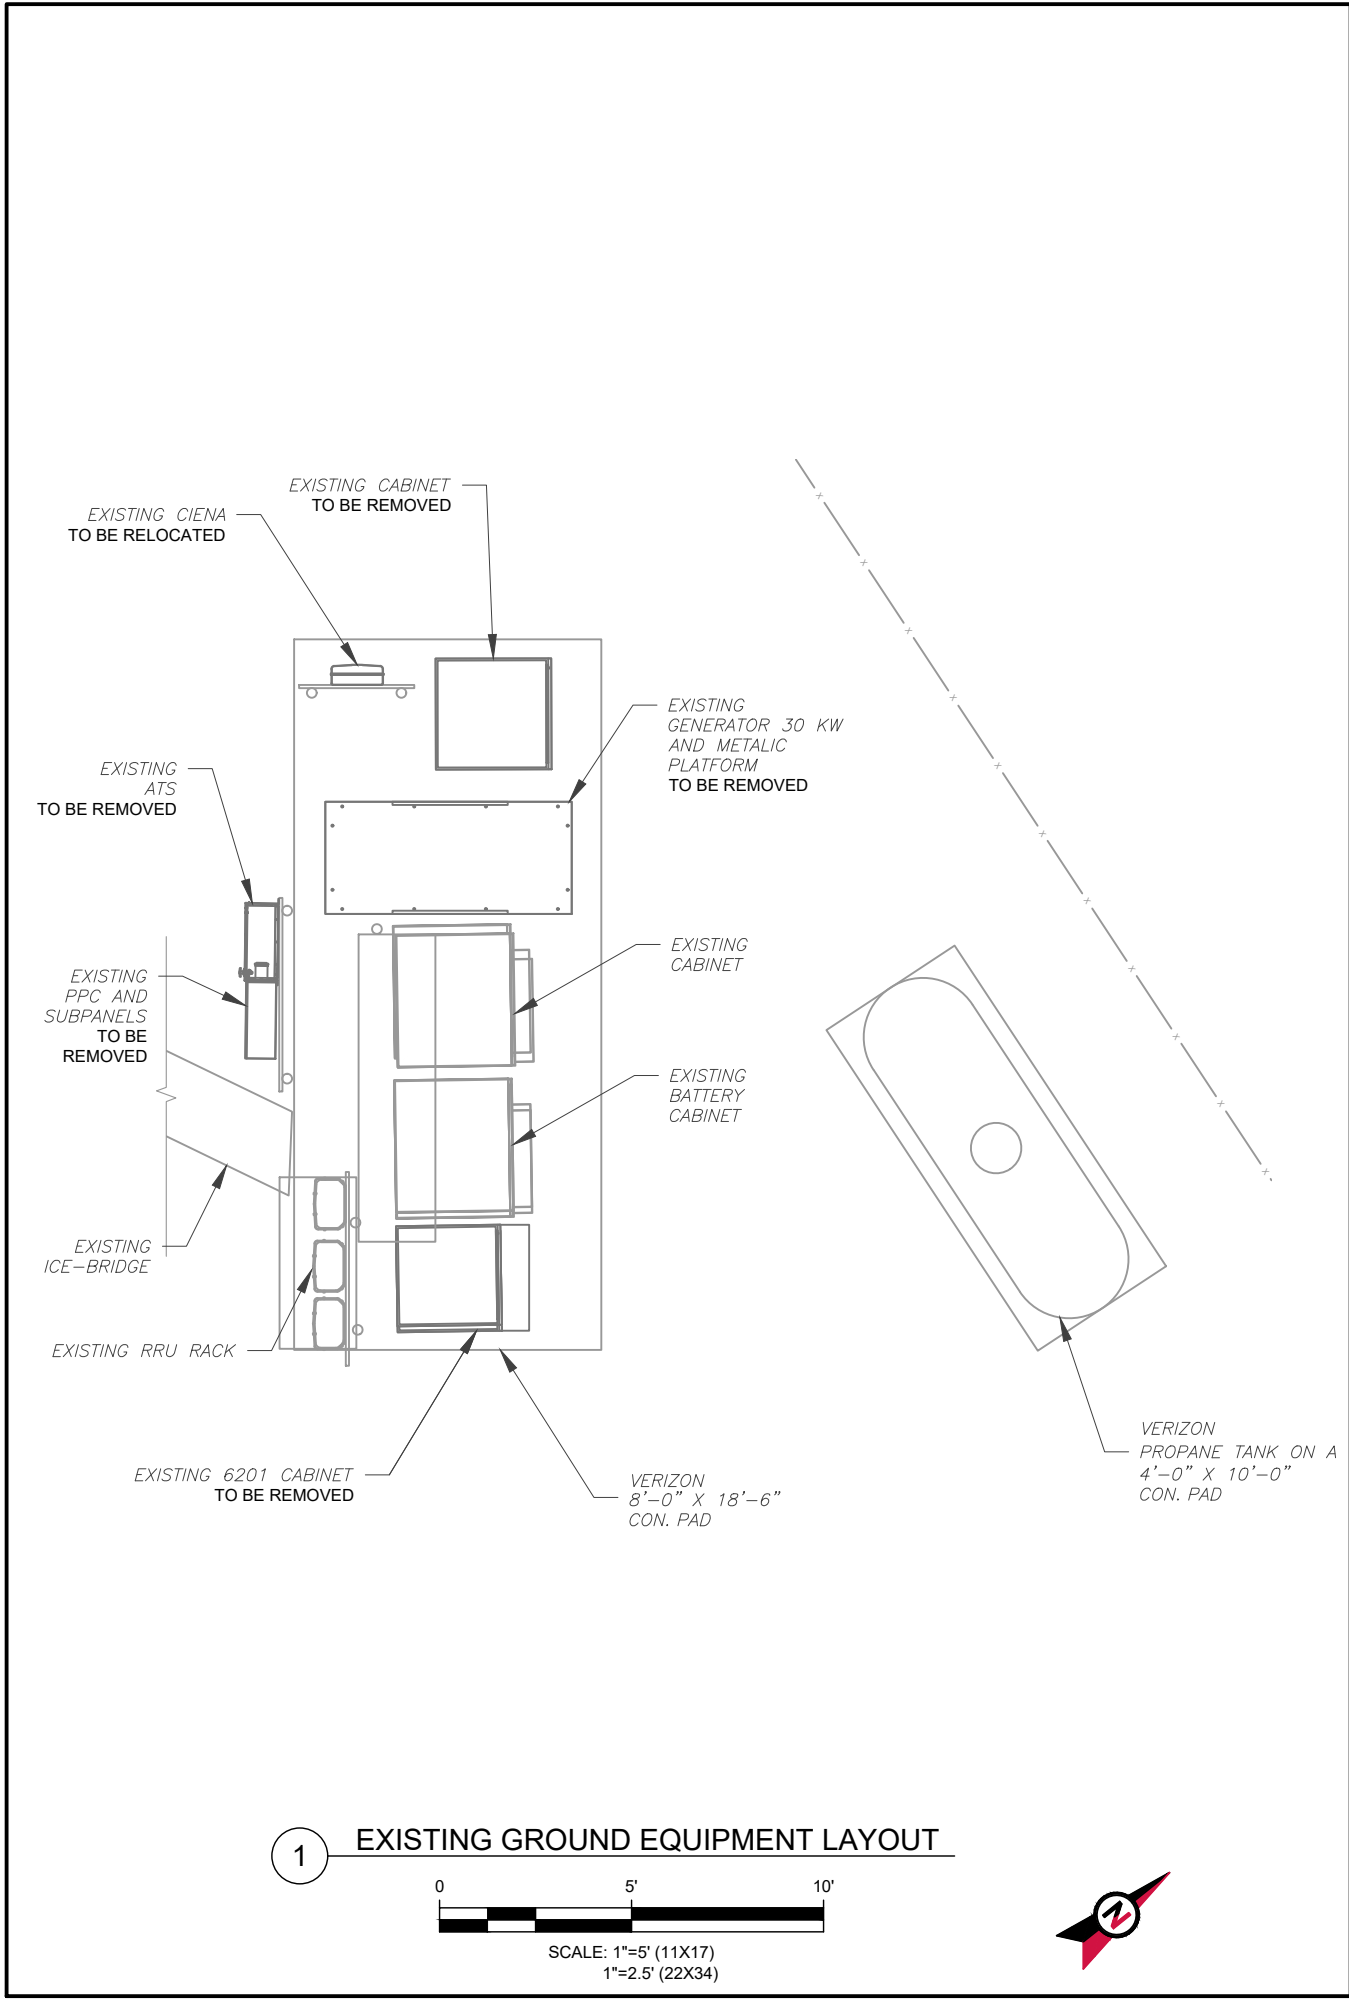 EXISTING CABINET
TO BE REMOVED
EXISTING CIENA
TO BE RELOCATED
EXISTING
GENERATOR 30 KW
AND METALIC
PLATFORM
TO BE REMOVED
EXISTING
ATS
TO BE REMOVED
EXISTING
CABINET
EXISTING
PPC AND
SUBPANELS
TO BE
REMOVED
EXISTING
BATTERY
CABINET
EXISTING
ICE-BRIDGE
EXISTING RRU RACK
EXISTING 6201 CABINET
TO BE REMOVED
VERIZON
8'-0" X 18'-6"
CON. PAD
VERIZON
PROPANE TANK ON A
4'-0" X 10'-0"
CON. PAD
1
EXISTING GROUND EQUIPMENT LAYOUT
0 5' 10'
SCALE: 1"=5' (11X17)
1"=2.5' (22X34)
N